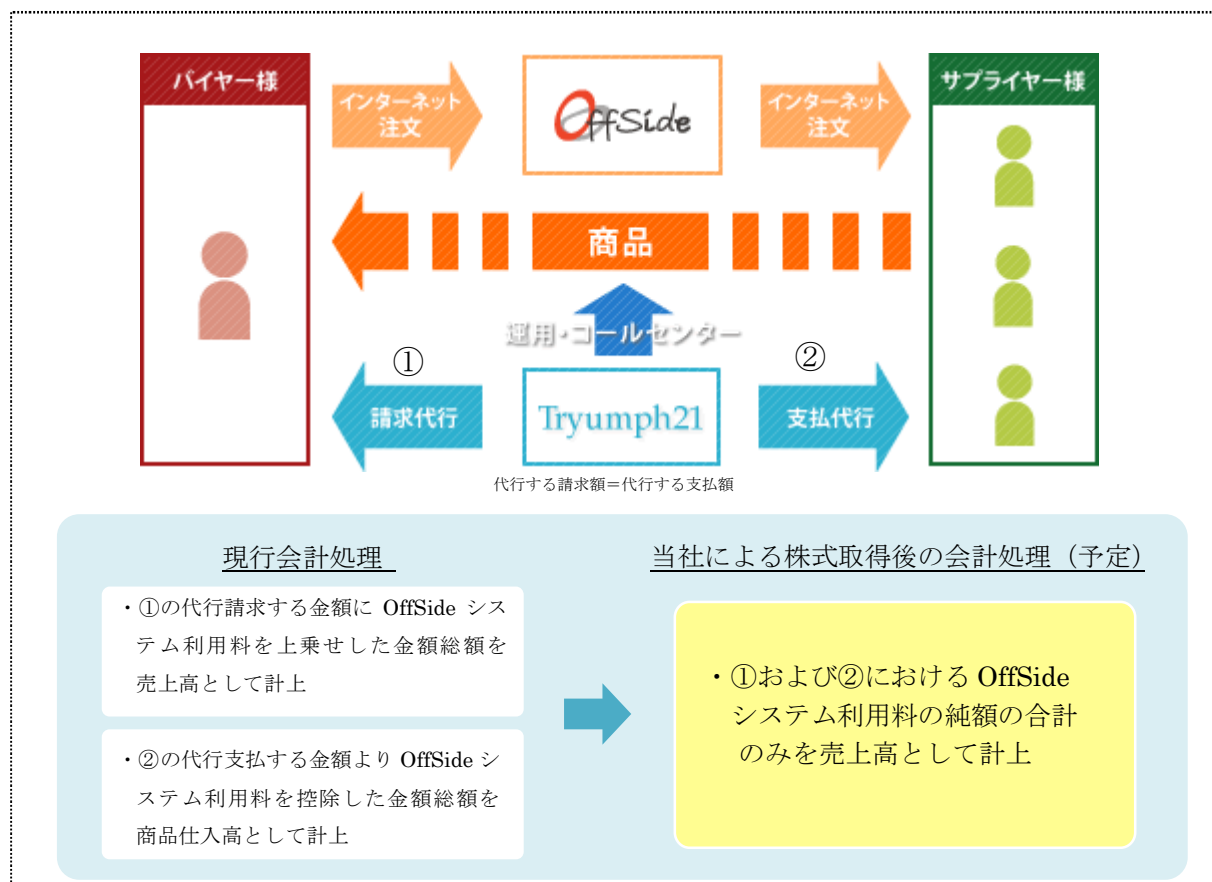 バイヤー様
インターネット
注文
OffSide
インターネット
注文
サプライヤー様
商品
運用・コールセンター
①
②
請求代行
Tryumph21
支払代行
代行する請求額＝代行する支払額
現行会計処理
・①の代行請求する金額に OffSide シス
テム利用料を上乗せした金額総額を
売上高として計上
・②の代行支払する金額より OffSide シ
ステム利用料を控除した金額総額を
商品仕入高として計上
当社による株式取得後の会計処理（予定）
・①および②における OffSide
システム利用料の純額の合計
のみを売上高として計上